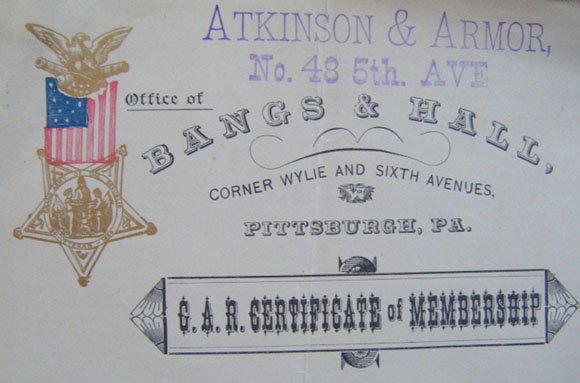 ATKINSON & ARMOR,
No. 48 5th. AVE
Office of
BANGS & HALL,
CORNER WYLIE AND SIXTH AVENUES,
PITTSBURGH, PA.
G.A.R. CERTIFICATE of MEMBERSHIP